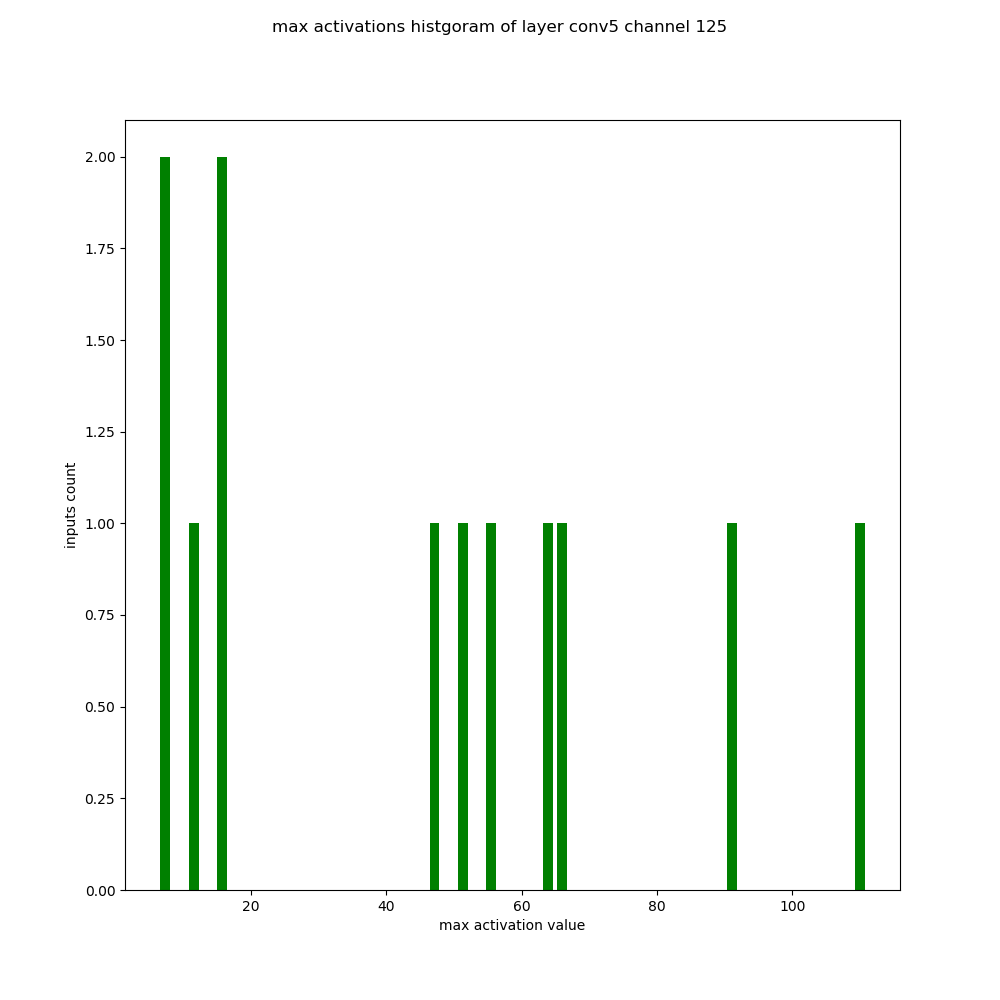 max activations histgoram of layer conv5 channel 125
2.00
1.75
1.50
1.25
1.00
0.75
0.50
0.25
0.00
inputs count
20 40 60 80 100
max activation value